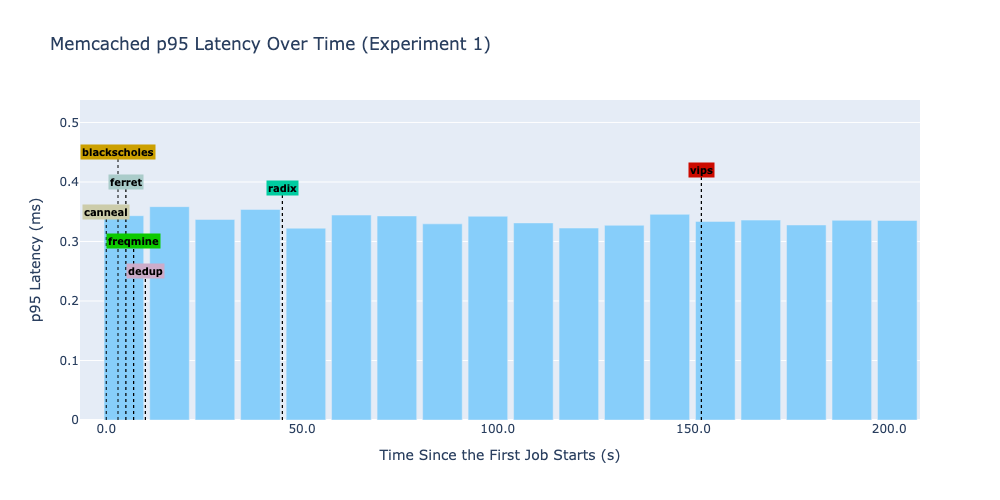 Memcached p95 Latency Over Time (Experiment 1)
p95 Latency (ms)
0.5
0.4
0.3
0.2
0.1
0
blackscholes
ferret
canneal
freqmine
dedup
radix
vips
0.0
50.0
100.0
150.0
200.0
Time Since the First Job Starts (s)